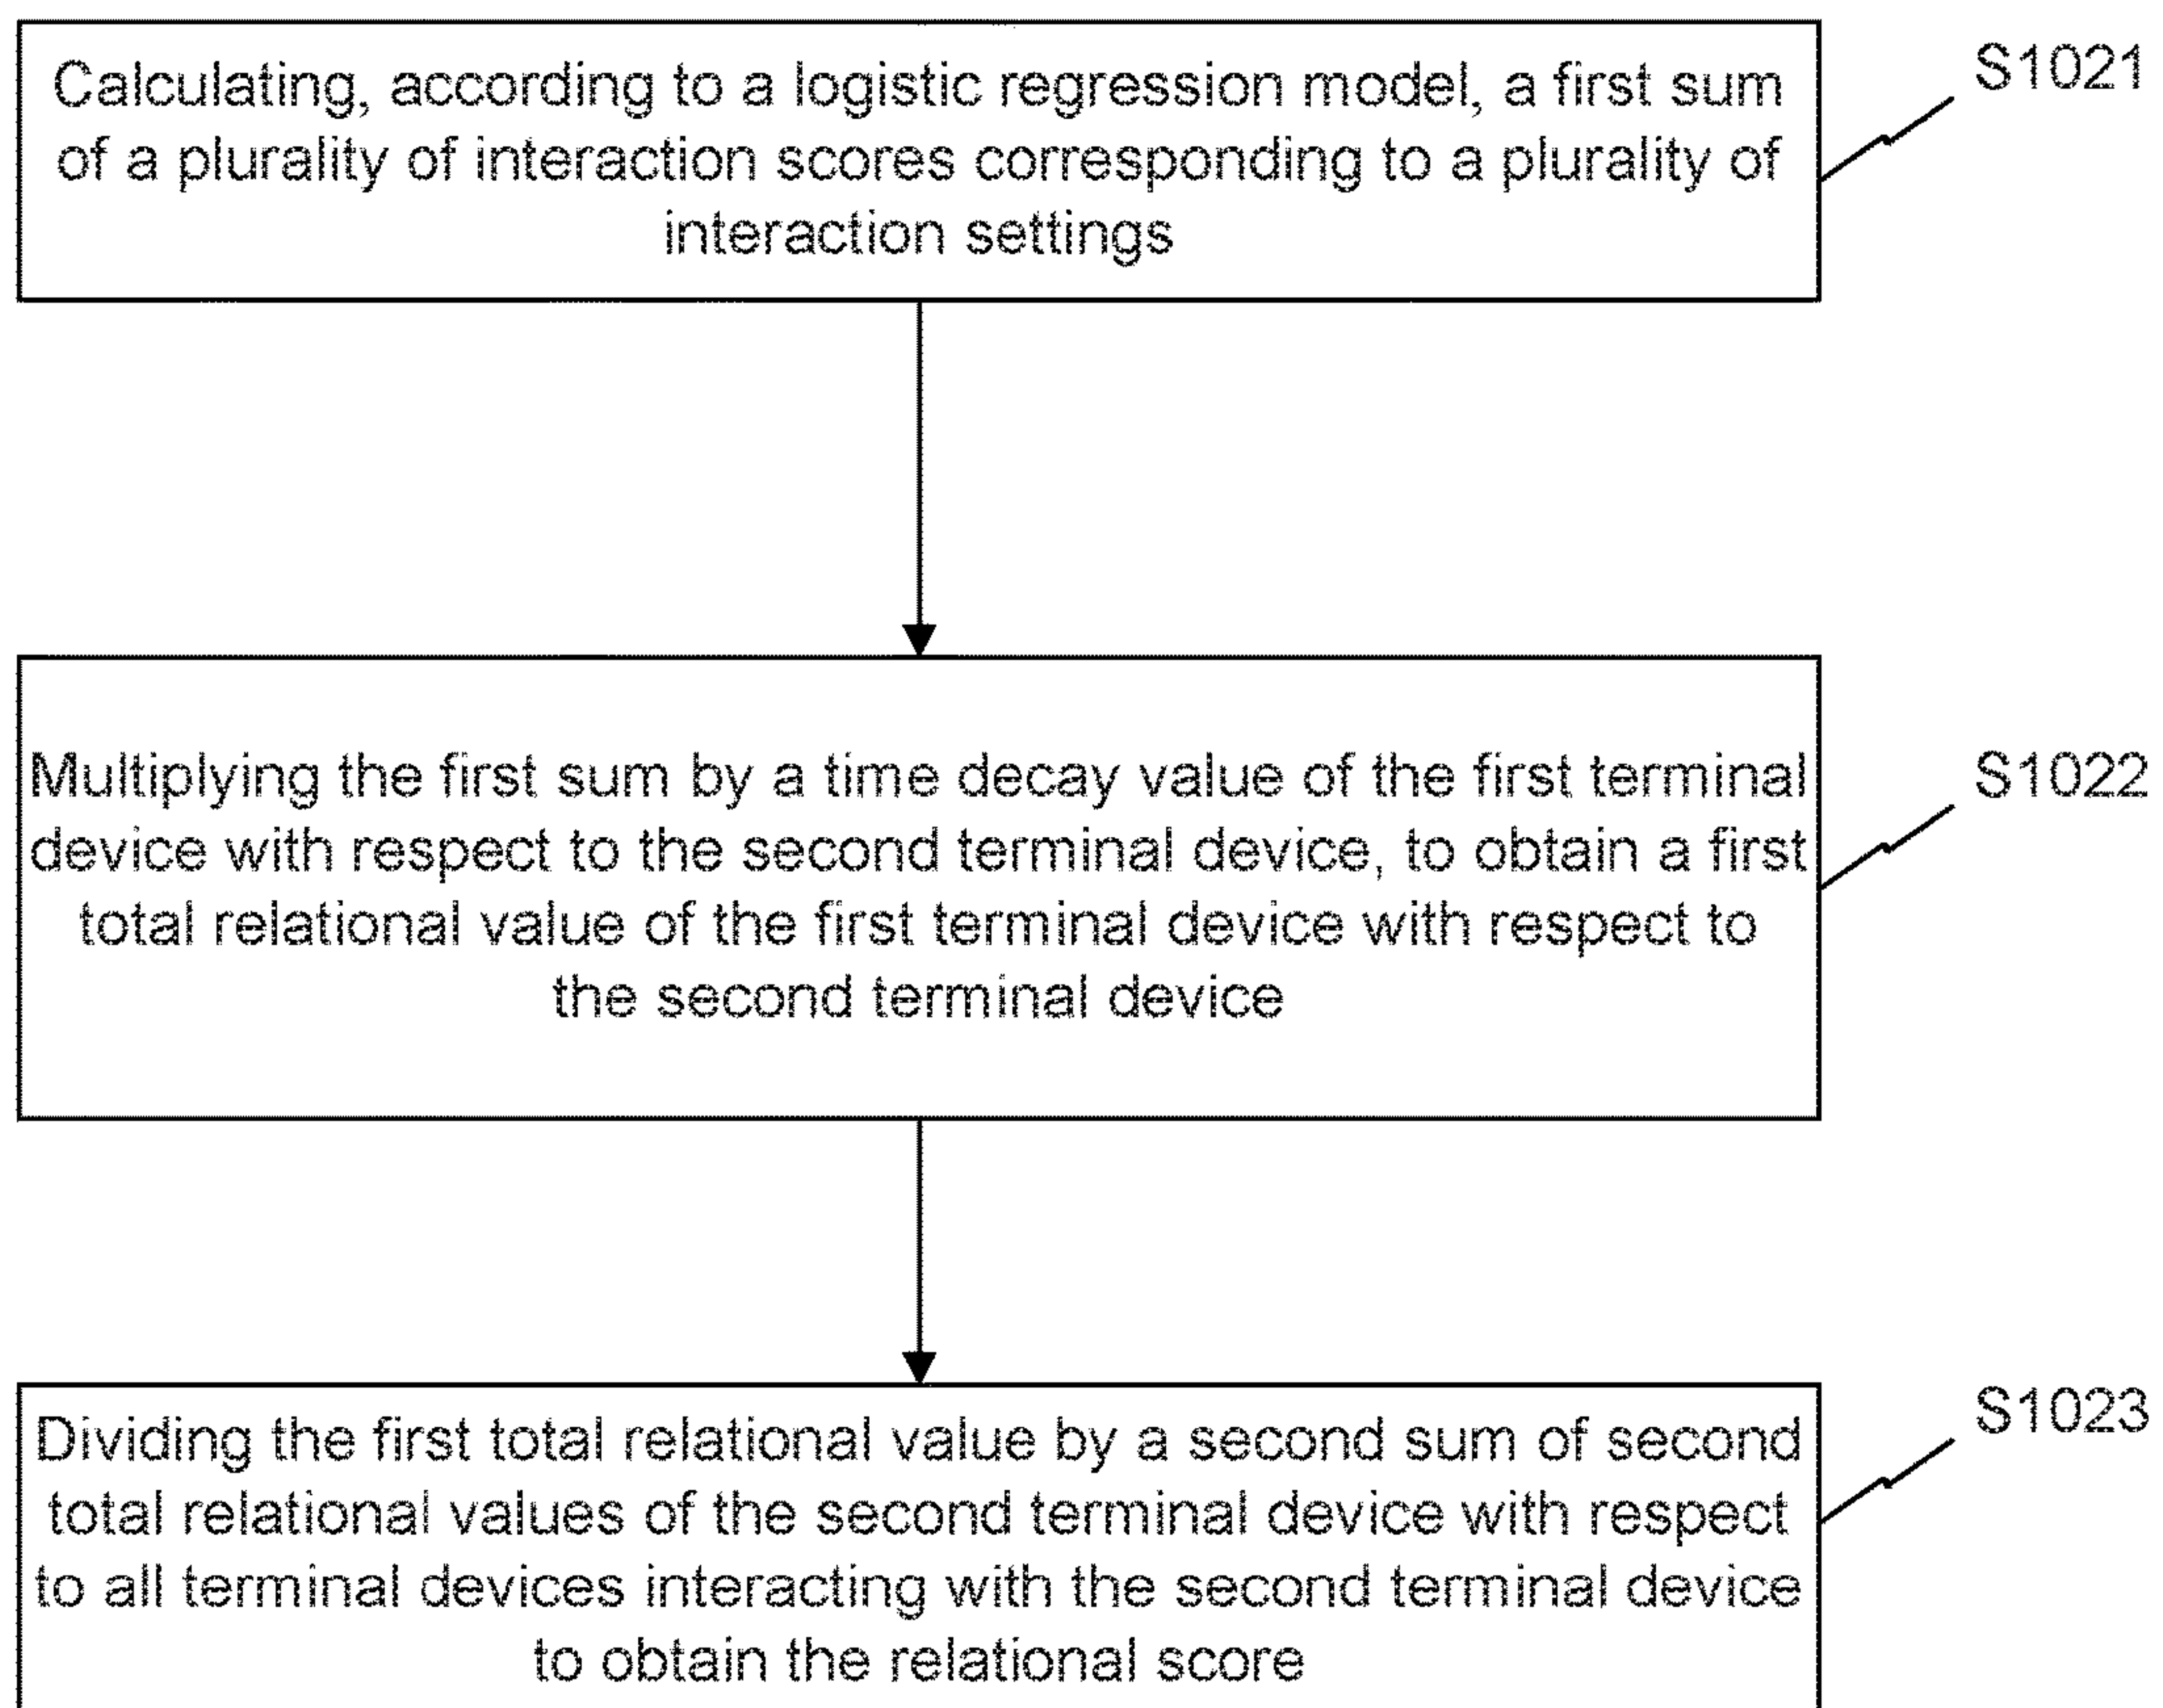 Calculating, according to a logistic regression model, a first sum
of a plurality of interaction scores corresponding to a plurality of
interaction settings
S1021
Multiplying the first sum by a time decay value of the first terminal
device with respect to the second terminal device, to obtain a first
total relational value of the first terminal device with respect to
the second terminal device
S1022
Dividing the first total relational value by a second sum of second
total relational values of the second terminal device with respect
to all terminal devices interacting with the second terminal device
to obtain the relational score
S1023